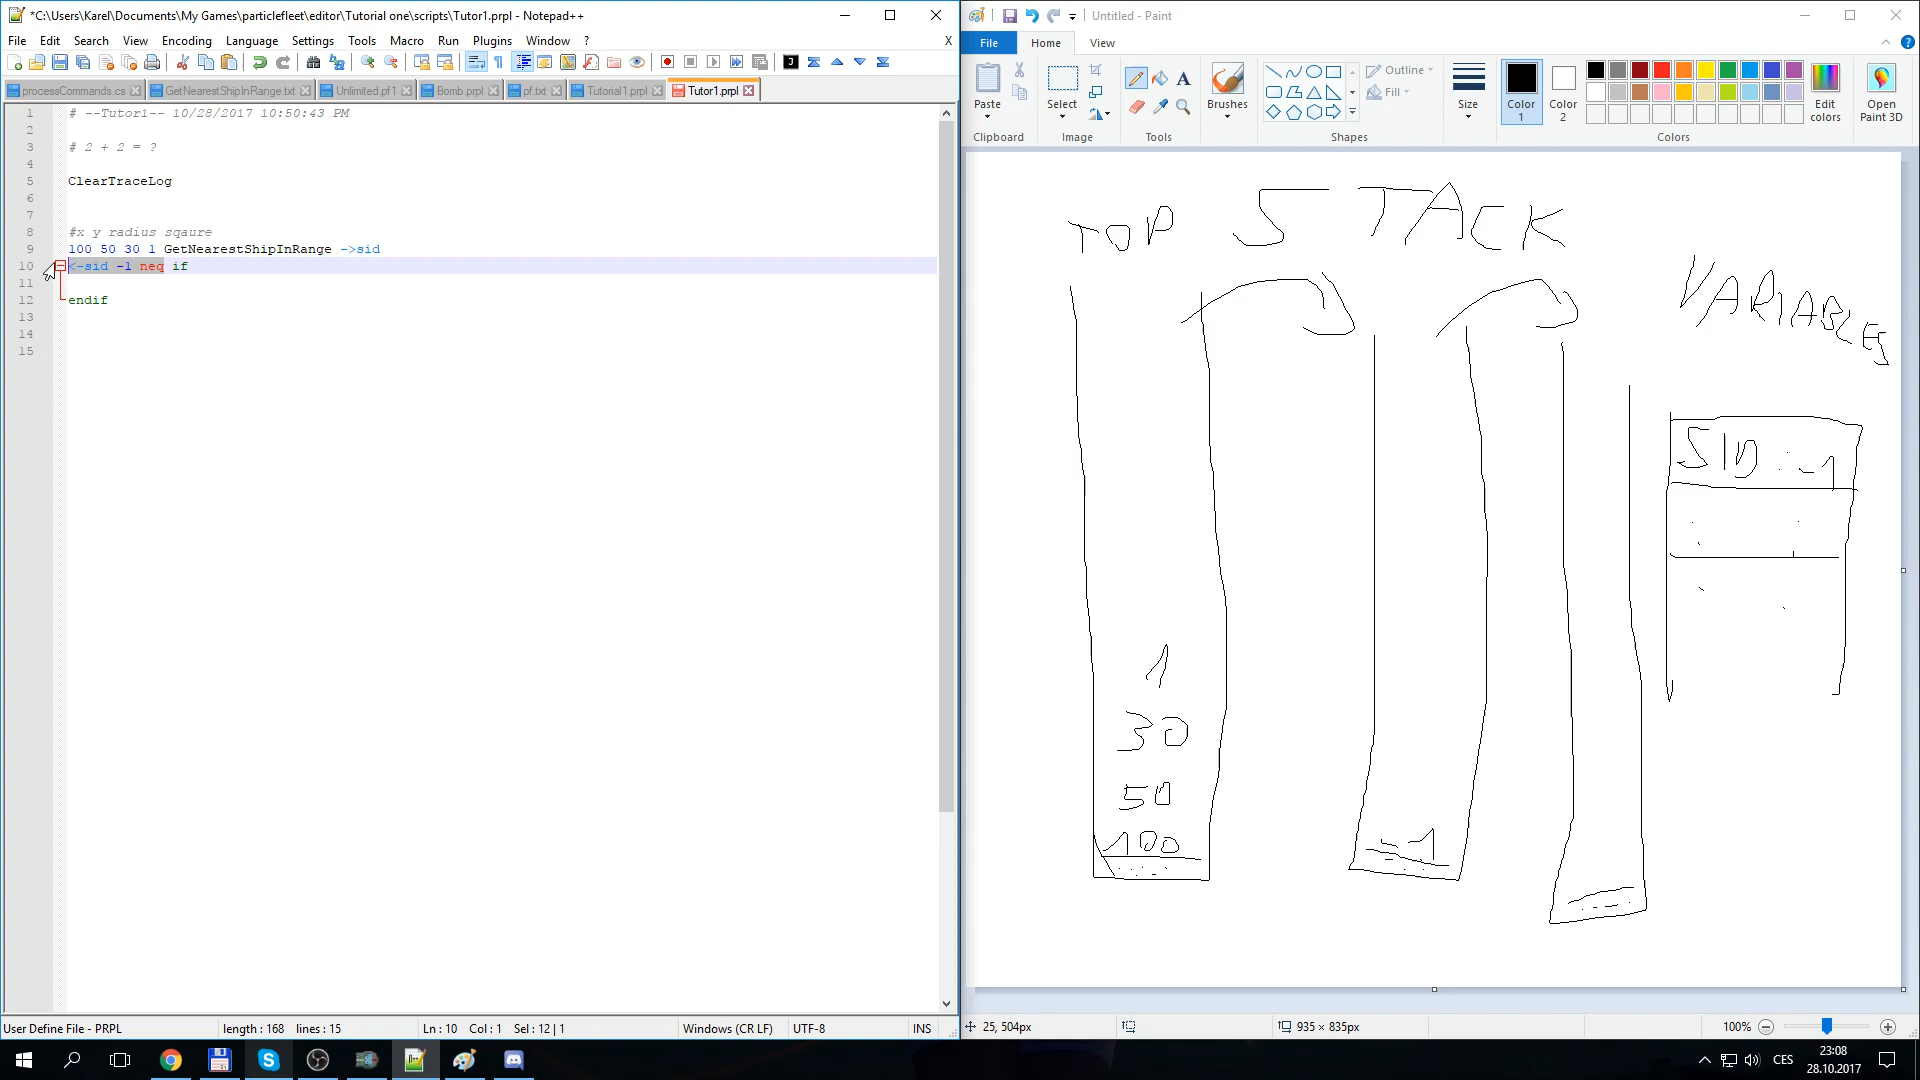 *C:\Users\Karel\Documents\My Games\particlefleet\editor\Tutorial one\scripts\Tutor1.prpl - Notepad++
File Edit Search View Encoding Language Settings Tools Macro Run Plugins Window ? X
processCommands.cs GetNearestShipInRange.txt Unlimited.pf1 Bomb.prpl pf.txt Tutorial1.prpl Tutor1.prpl
1 # --Tutor1-- 10/28/2017 10:50:43 PM
2
3 # 2 + 2 = ?
4
5 ClearTraceLog
6
7
8 #x y radius sqaure
9 100 50 30 1 GetNearestShipInRange ->sid
10 <-sid -1 neq if
11
12 endif
13
14
15
User Define File - PRPL length : 168 lines : 15 Ln : 10 Col : 1 Sel : 12 | 1 Windows (CR LF) UTF-8 INS
Untitled - Paint
File Home View
Paste Select Brushes Outline Fill Size Color 1 Color 2 Edit colors Open Paint 3D
Clipboard Image Tools Shapes Colors
TOP STACK
VARIABLES
SID : -1
1
30
50
100
-1
25, 504px 935 × 835px 100%
CES 23:08
28.10.2017